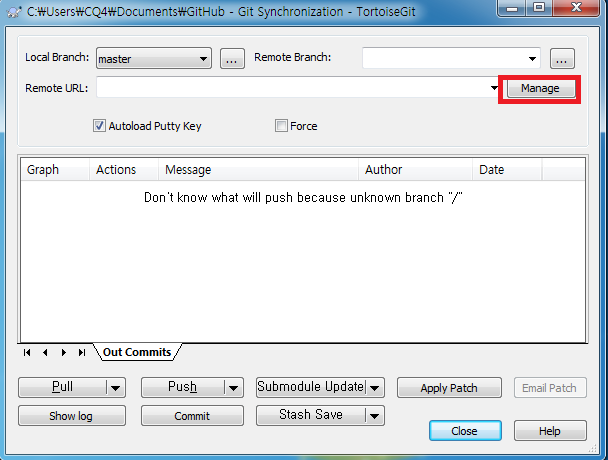 C:₩Users₩CQ4₩Documents₩GitHub - Git Synchronization - TortoiseGit
Local Branch: master ... Remote Branch: ...
Remote URL: Manage
Autoload Putty Key Force
Graph Actions Message Author Date
Don't know what will push because unknown branch "/"
Out Commits
Pull Push Submodule Update Apply Patch Email Patch
Show log Commit Stash Save
Close Help